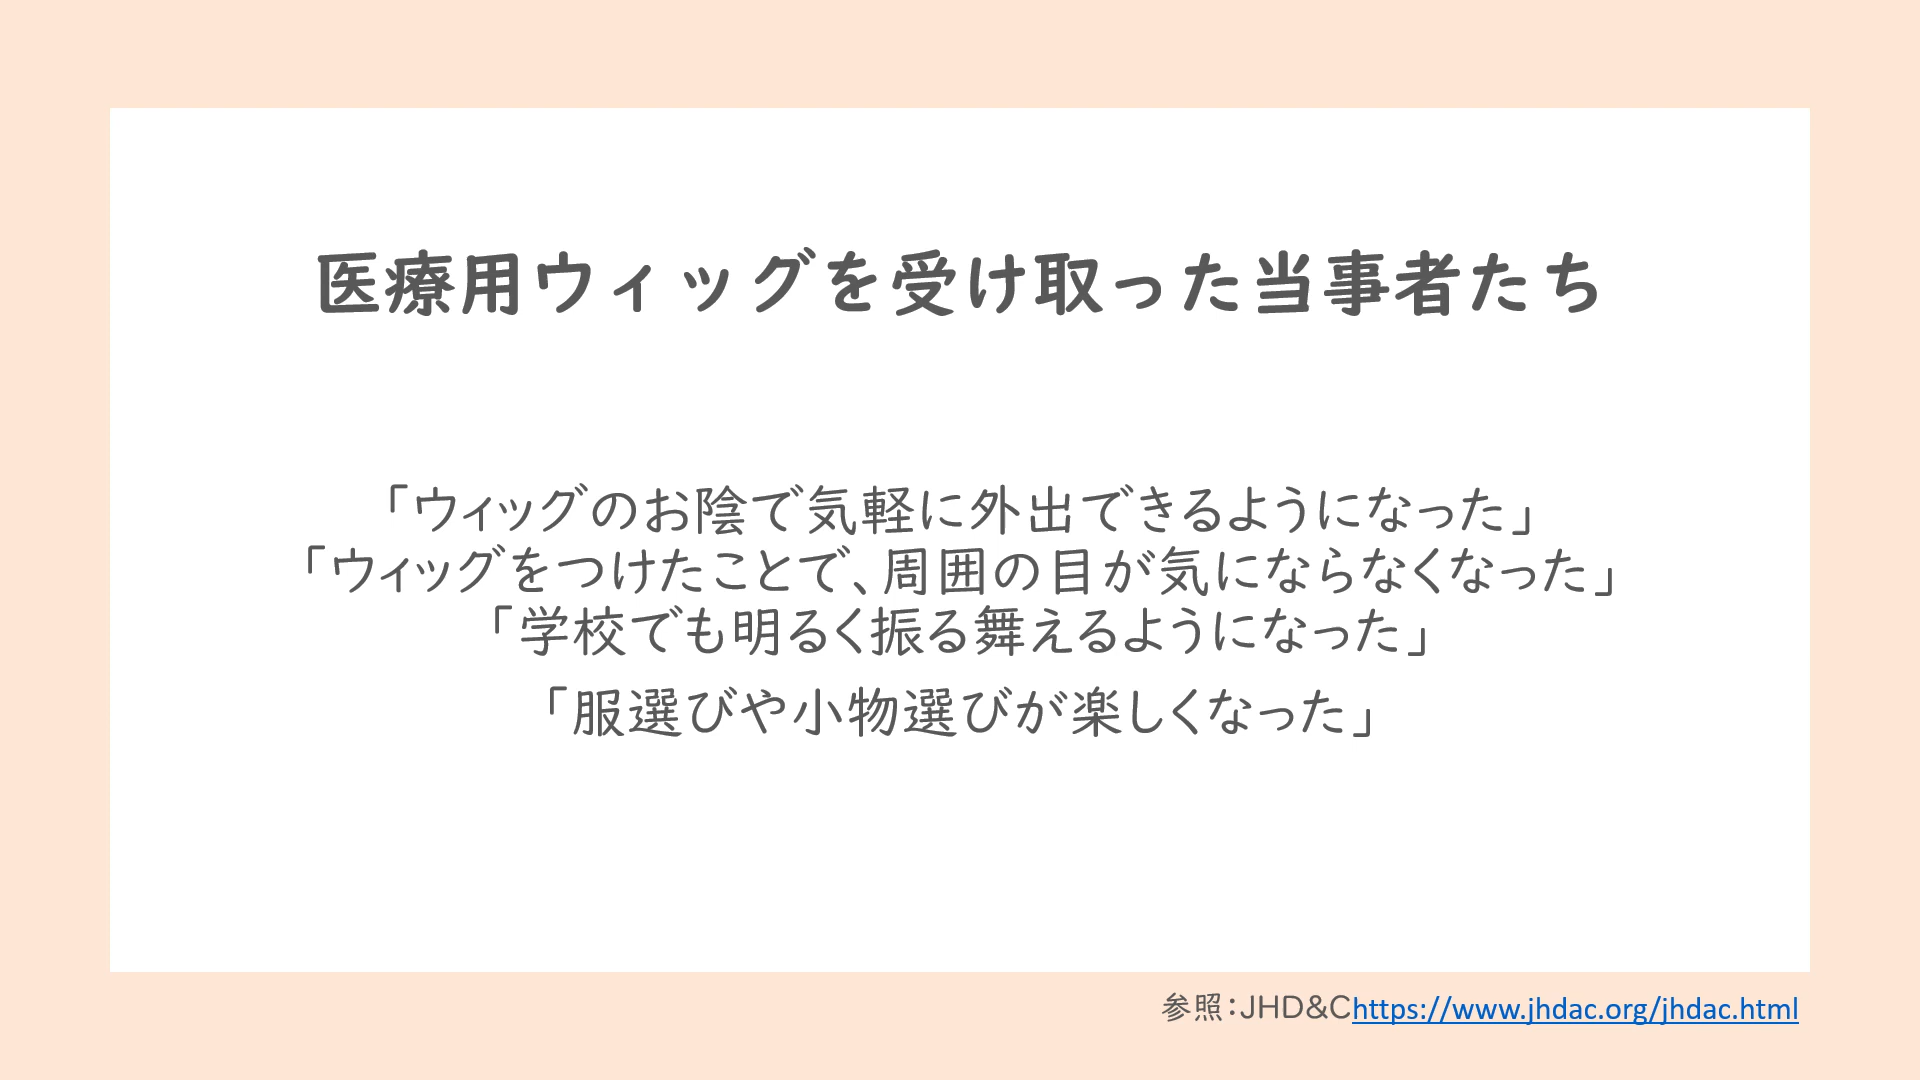 医療用ウィッグを受け取った当事者たち
「ウィッグのお陰で気軽に外出できるようになった」
「ウィッグをつけたことで、周囲の目が気にならなくなった」
「学校でも明るく振る舞えるようになった」
「服選びや小物選びが楽しくなった」
参照：JHD&Chttps://www.jhdac.org/jhdac.html